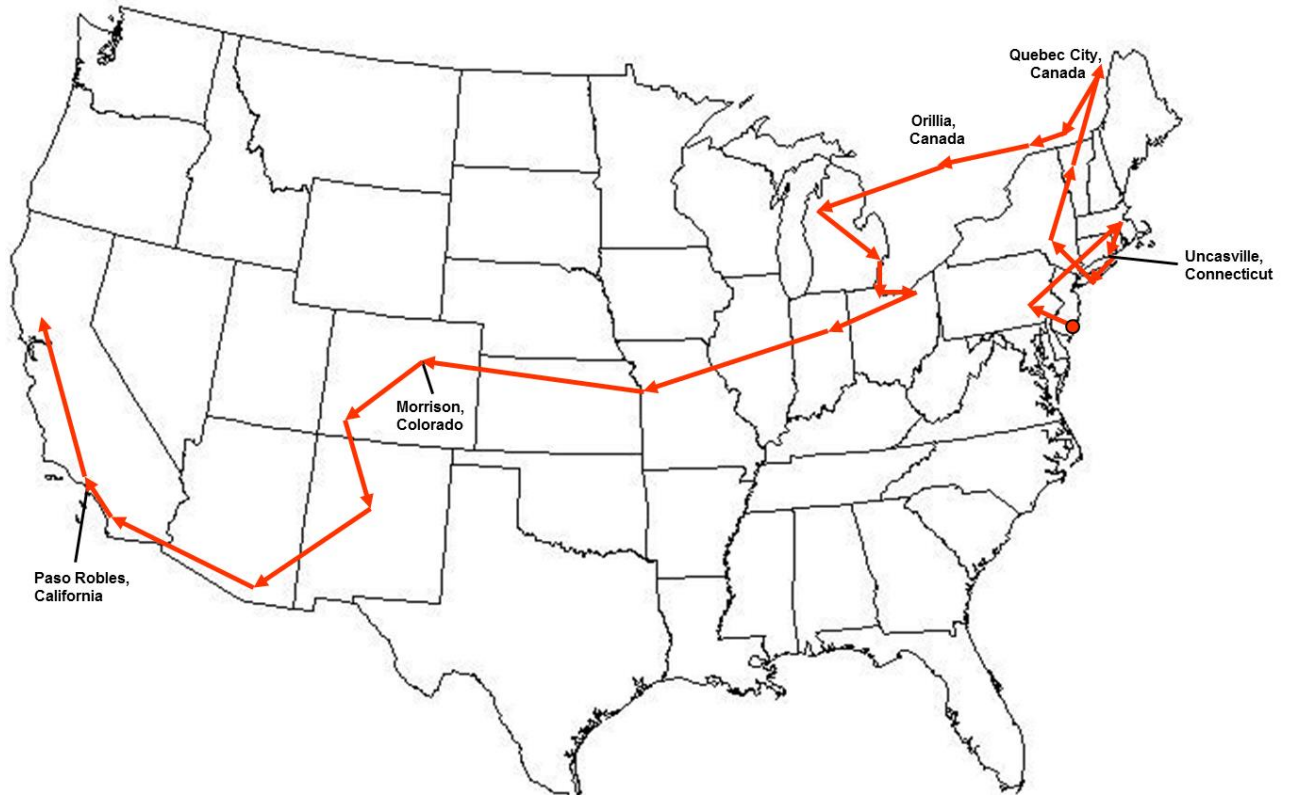 Quebec City,
Canada
Orillia,
Canada
Uncasville,
Connecticut
Morrison,
Colorado
Paso Robles,
California